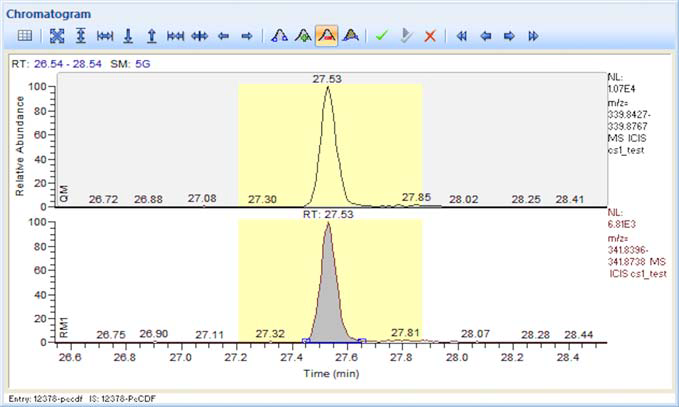 Chromatogram
RT: 26.54 - 28.54 SM: 5G
27.53
100
80
60
40
20
0
Relative Abundance
QM
26.72 26.88 27.08 27.30 27.85 28.02 28.25 28.41
NL:
1.07E4
m/z=
339.8427-
339.8767
MS ICIS
cs1_test
RT: 27.53
100
80
60
40
20
0
RM1
26.75 26.90 27.11 27.32 27.81 28.07 28.28 28.44
NL:
6.81E3
m/z=
341.8396-
341.8738 MS
ICIS cs1_test
26.6 26.8 27.0 27.2 27.4 27.6 27.8 28.0 28.2 28.4
Time (min)
Entry: 12378-pecdf IS: 12378-PeCDF